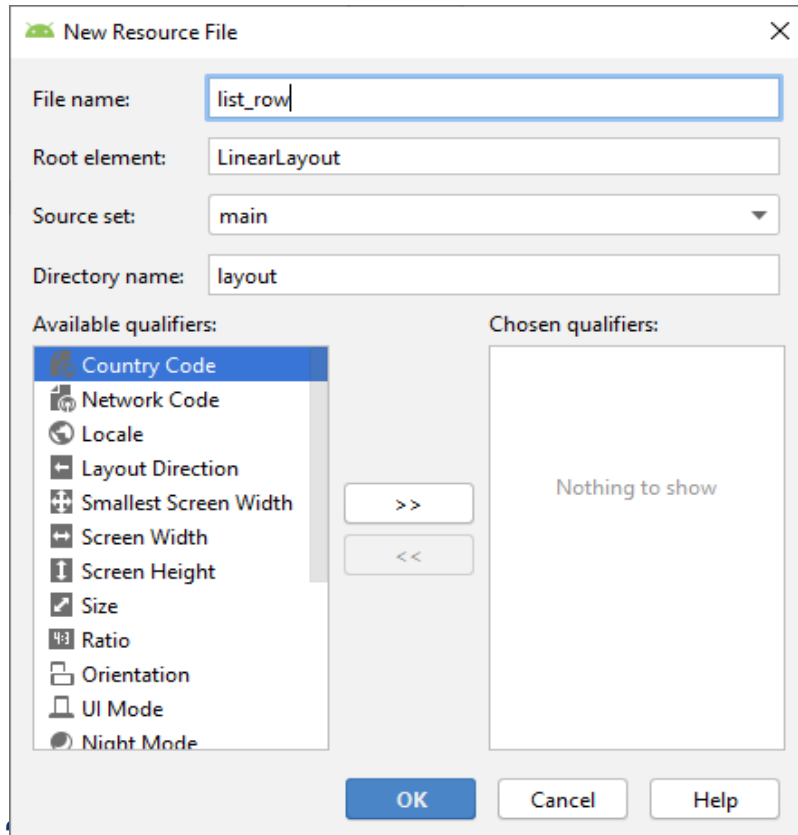 New Resource File
File name: list_row
Root element: LinearLayout
Source set: main
Directory name: layout
Available qualifiers:
Chosen qualifiers:
Country Code
Network Code
Locale
Layout Direction
Smallest Screen Width
Screen Width
Screen Height
Size
4:3 Ratio
Orientation
UI Mode
Night Mode
>>
<<
Nothing to show
OK Cancel Help